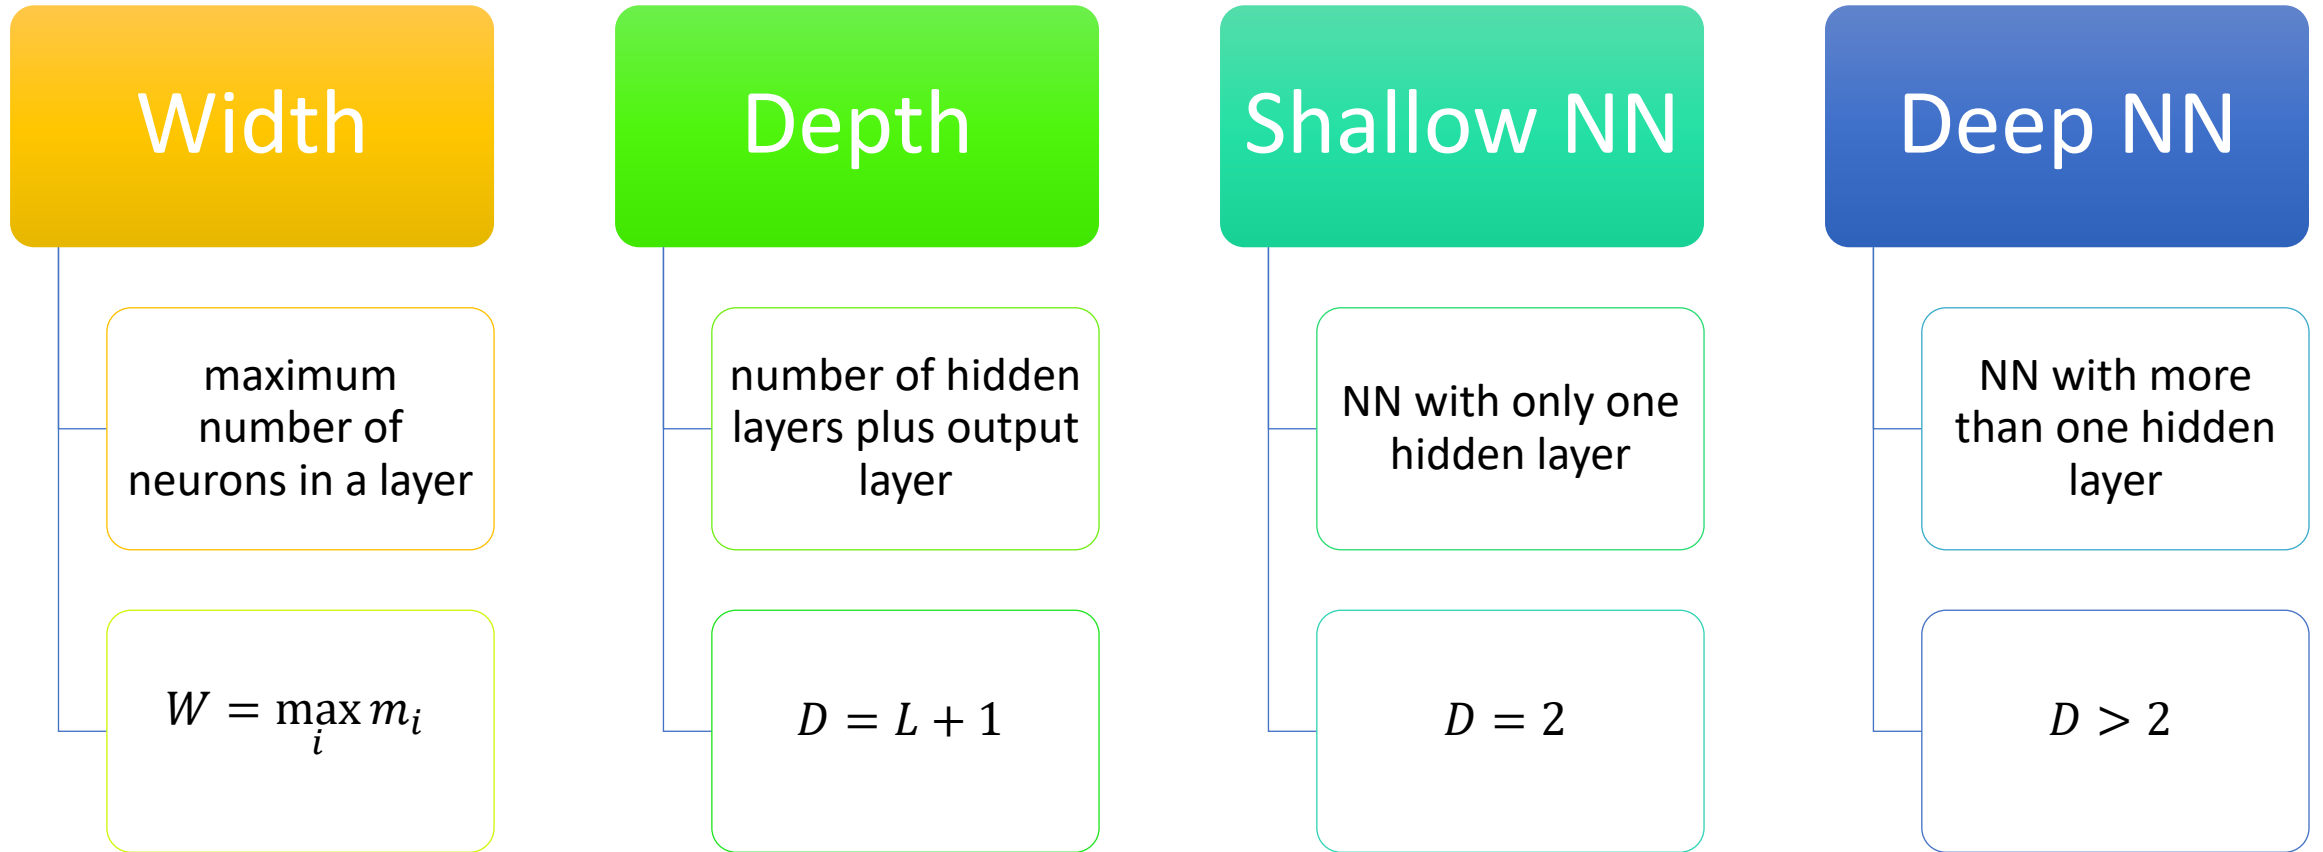 Width
maximum
number of
neurons in a layer
W = max m_i
i
Depth
number of hidden
layers plus output
layer
D = L + 1
Shallow NN
NN with only one
hidden layer
D = 2
Deep NN
NN with more
than one hidden
layer
D > 2